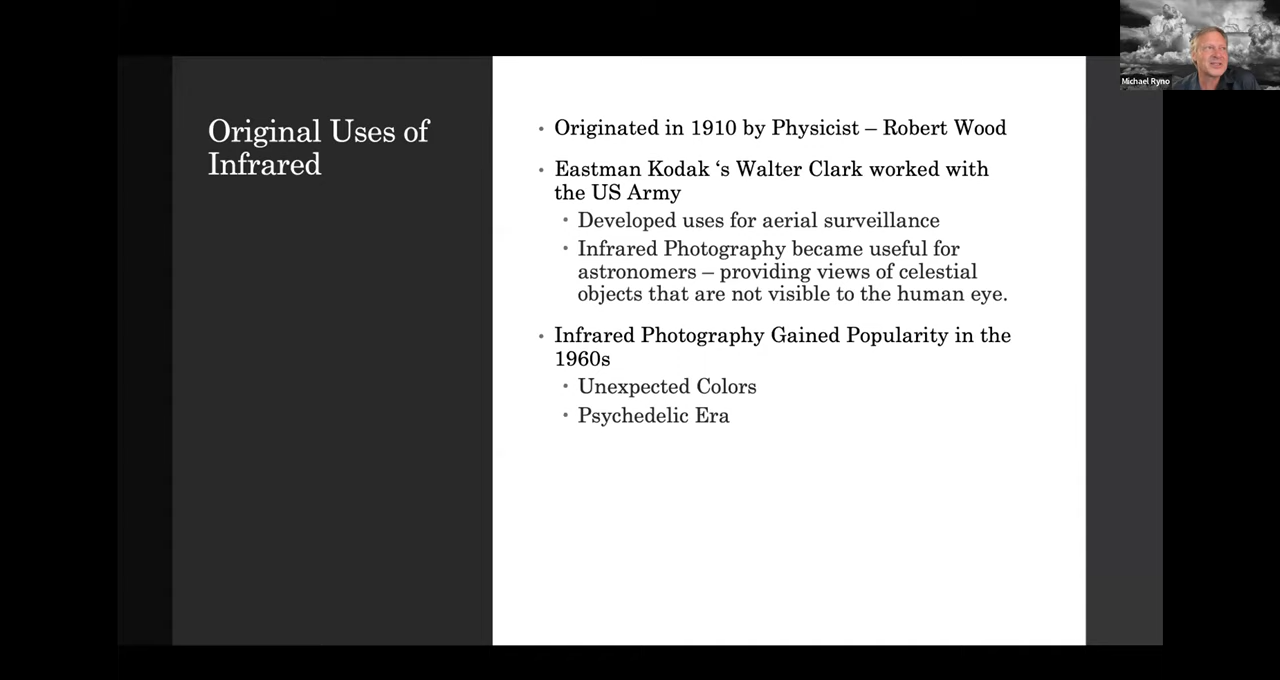 Original Uses of
Infrared
• Originated in 1910 by Physicist – Robert Wood
• Eastman Kodak ‘s Walter Clark worked with
the US Army
• Developed uses for aerial surveillance
• Infrared Photography became useful for
astronomers – providing views of celestial
objects that are not visible to the human eye.
• Infrared Photography Gained Popularity in the
1960s
• Unexpected Colors
• Psychedelic Era
Michael Ryno